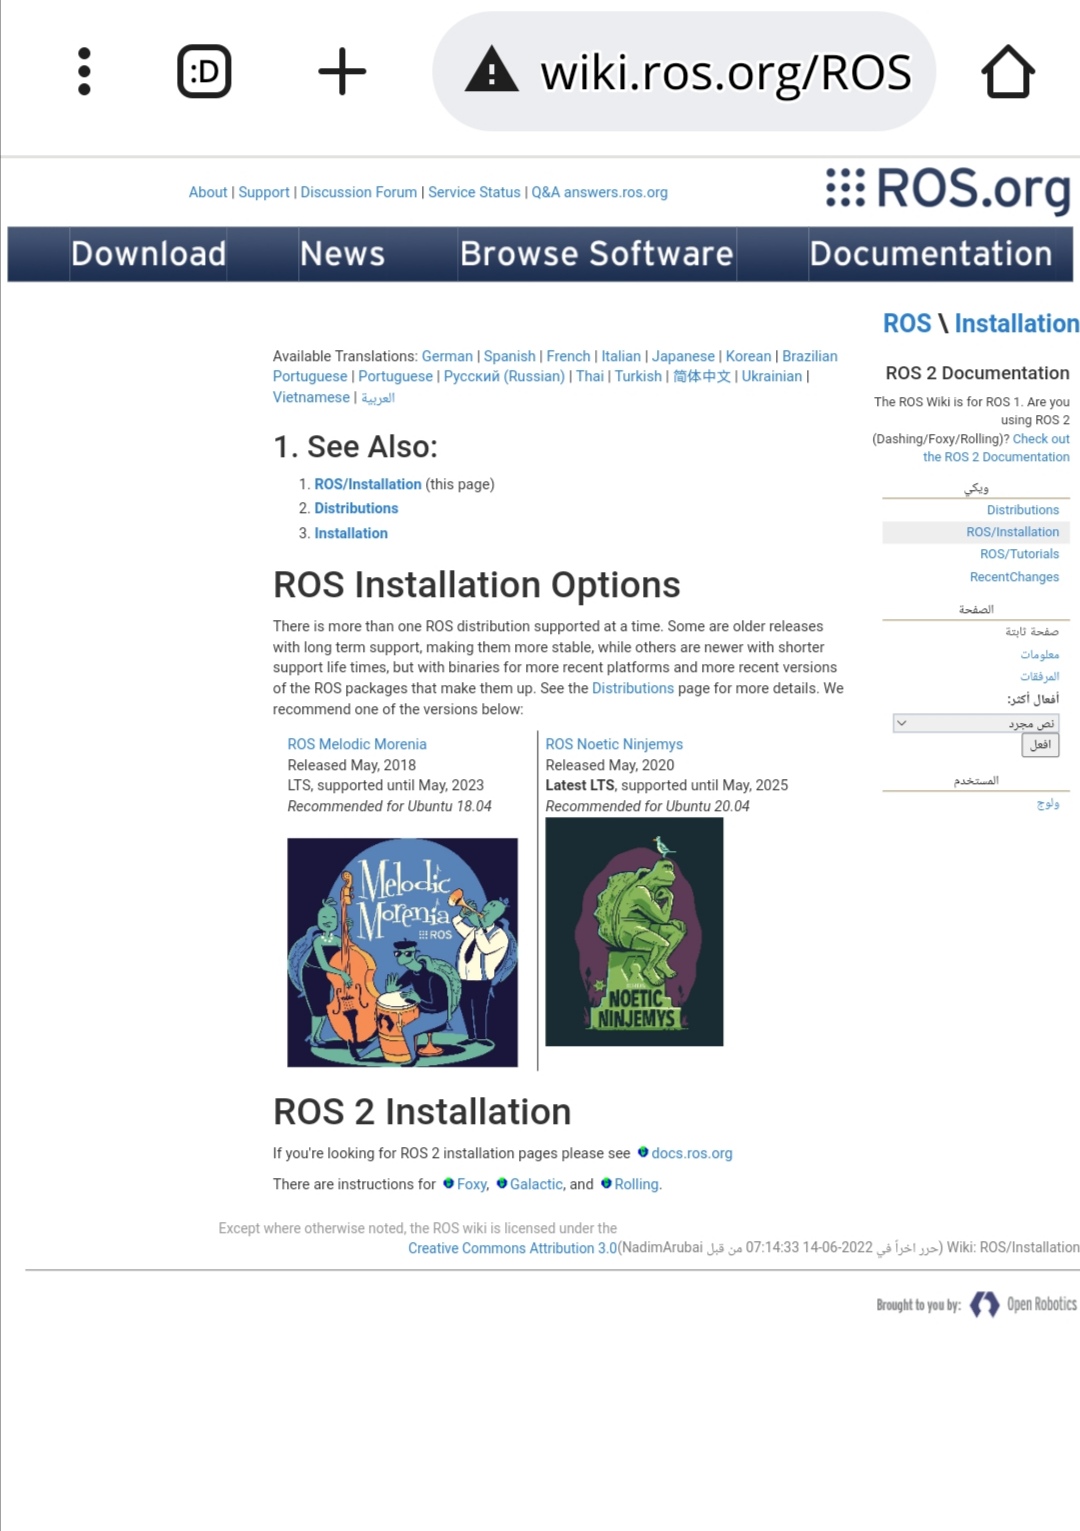 :D
wiki.ros.org/ROS
About | Support | Discussion Forum | Service Status | Q&A answers.ros.org
ROS.org
Download News Browse Software Documentation
ROS \ Installation
Available Translations: German | Spanish | French | Italian | Japanese | Korean | Brazilian
Portuguese | Portuguese | Русский (Russian) | Thai | Turkish | 简体中文 | Ukrainian |
Vietnamese | العربية
1. See Also:
1. ROS/Installation (this page)
2. Distributions
3. Installation
ROS Installation Options
There is more than one ROS distribution supported at a time. Some are older releases
with long term support, making them more stable, while others are newer with shorter
support life times, but with binaries for more recent platforms and more recent versions
of the ROS packages that make them up. See the Distributions page for more details. We
recommend one of the versions below:
ROS Melodic Morenia
Released May, 2018
LTS, supported until May, 2023
Recommended for Ubuntu 18.04
Melodic
Morenia
ROS
ROS Noetic Ninjemys
Released May, 2020
Latest LTS, supported until May, 2025
Recommended for Ubuntu 20.04
NOETIC
NINJEMYS
ROS 2 Installation
If you're looking for ROS 2 installation pages please see docs.ros.org
There are instructions for Foxy, Galactic, and Rolling.
ROS 2 Documentation
The ROS Wiki is for ROS 1. Are you
using ROS 2
(Dashing/Foxy/Rolling)? Check out
the ROS 2 Documentation
ويكي
Distributions
ROS/Installation
ROS/Tutorials
RecentChanges
الصفحة
صفحة ثابتة
معلومات
المرفقات
أفعال أكثر:
نص مجرد
افعل
المستخدم
ولوج
Except where otherwise noted, the ROS wiki is licensed under the
Creative Commons Attribution 3.0
Wiki: ROS/Installation (حرر اخراً في 2022-06-14 07:14:33 من قبل NadimArubai)
Brought to you by: Open Robotics